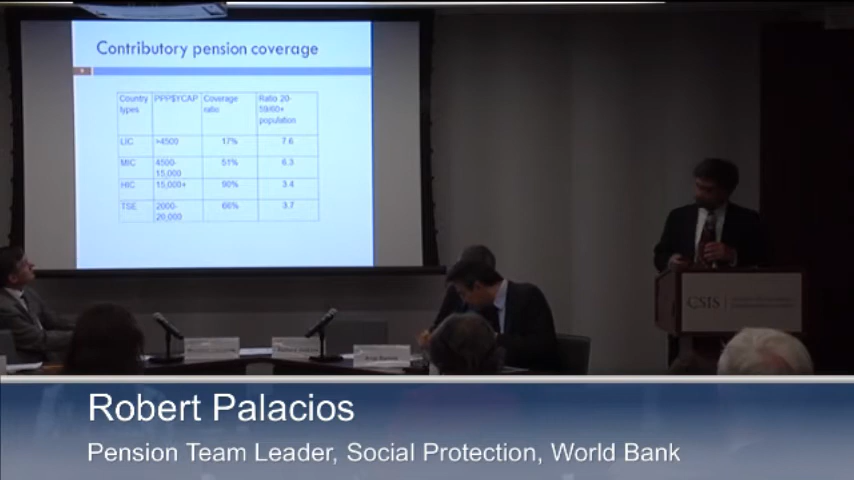 Contributory pension coverage
Country types PPP$YCAP Coverage ratio Ratio 20-59/60+ population
LIC >4500 17% 7.6
MIC 4500-15,000 51% 6.3
HIC 15,000+ 90% 3.4
TSE 2000-20,000 66% 3.7
CSIS
Robert Palacios
Pension Team Leader, Social Protection, World Bank